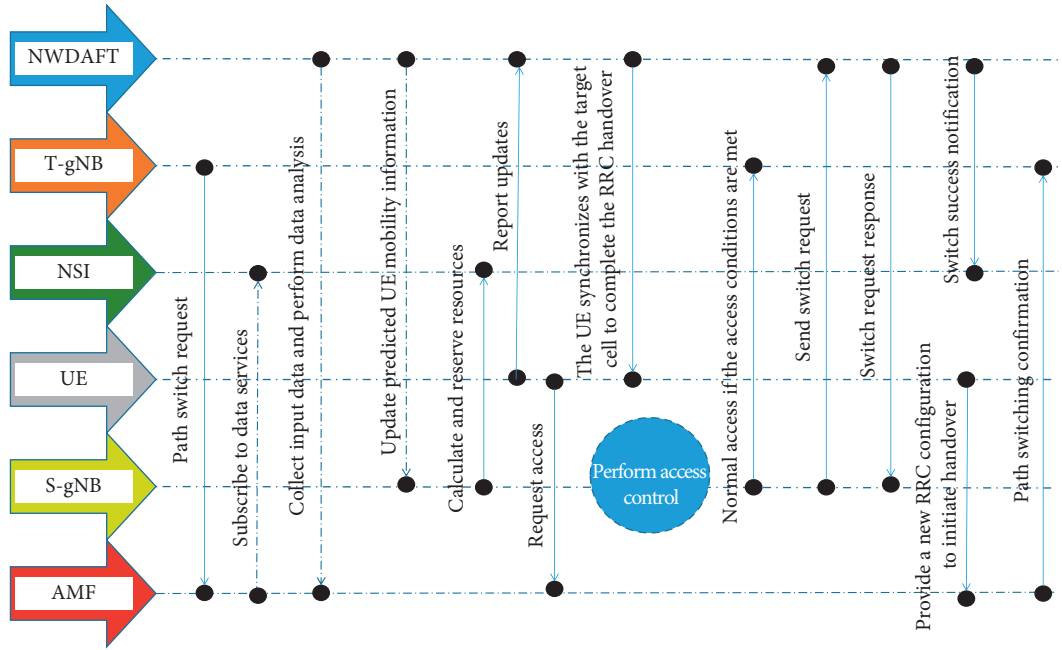 NWDAFT
T-gNB
NSI
UE
S-gNB
AMF
Path switch request
Subscribe to data services
Collect input data and perform data analysis
Update predicted UE mobility information
Calculate and reserve resources
Report updates
Request access
The UE synchronizes with the target
cell to complete the RRC handover
Perform access
control
Normal access if the access conditions are met
Send switch request
Switch request response
Provide a new RRC configuration
to initiate handover
Switch success notification
Path switching confirmation